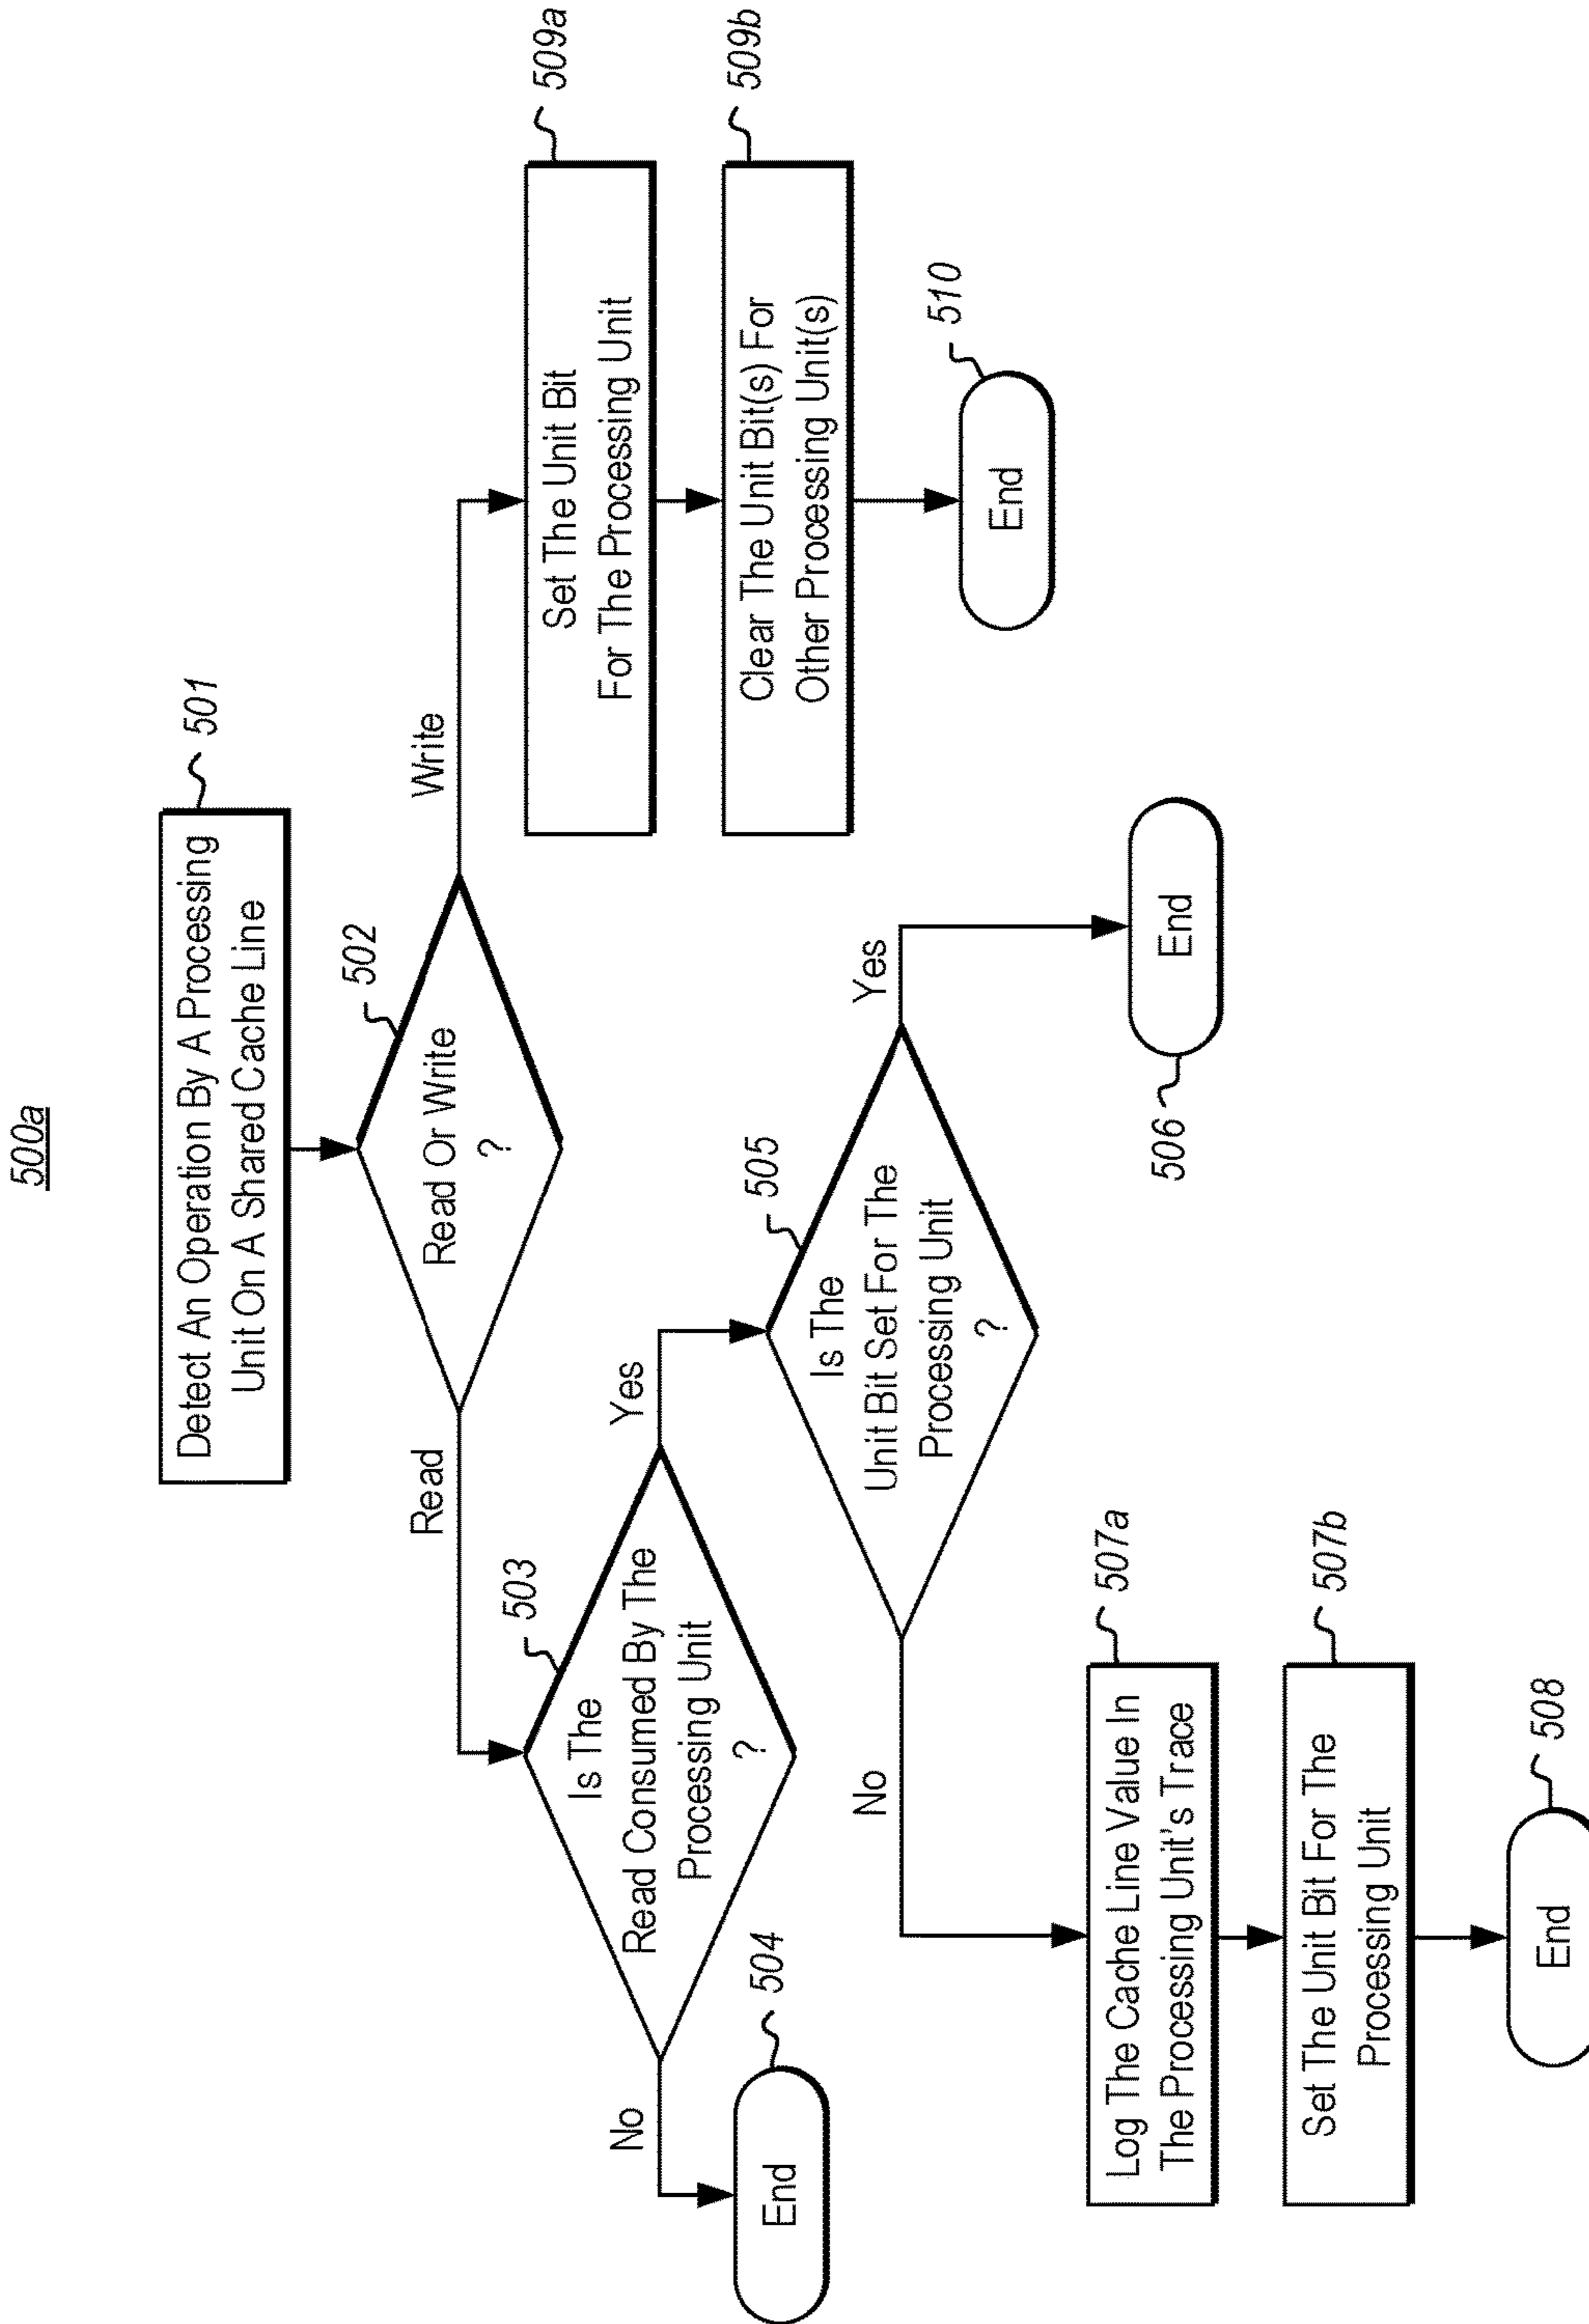 500a
Detect An Operation By A Processing
Unit On A Shared Cache Line
501
Read Or Write
?
502
Read
Write
Is The
Read Consumed By The
Processing Unit
?
503
No
Yes
End
504
Is The
Unit Bit Set For The
Processing Unit
?
505
No
Yes
End
506
Log The Cache Line Value In
The Processing Unit's Trace
507a
Set The Unit Bit For The
Processing Unit
507b
End
508
Set The Unit Bit
For The Processing Unit
509a
Clear The Unit Bit(s) For
Other Processing Unit(s)
509b
End
510